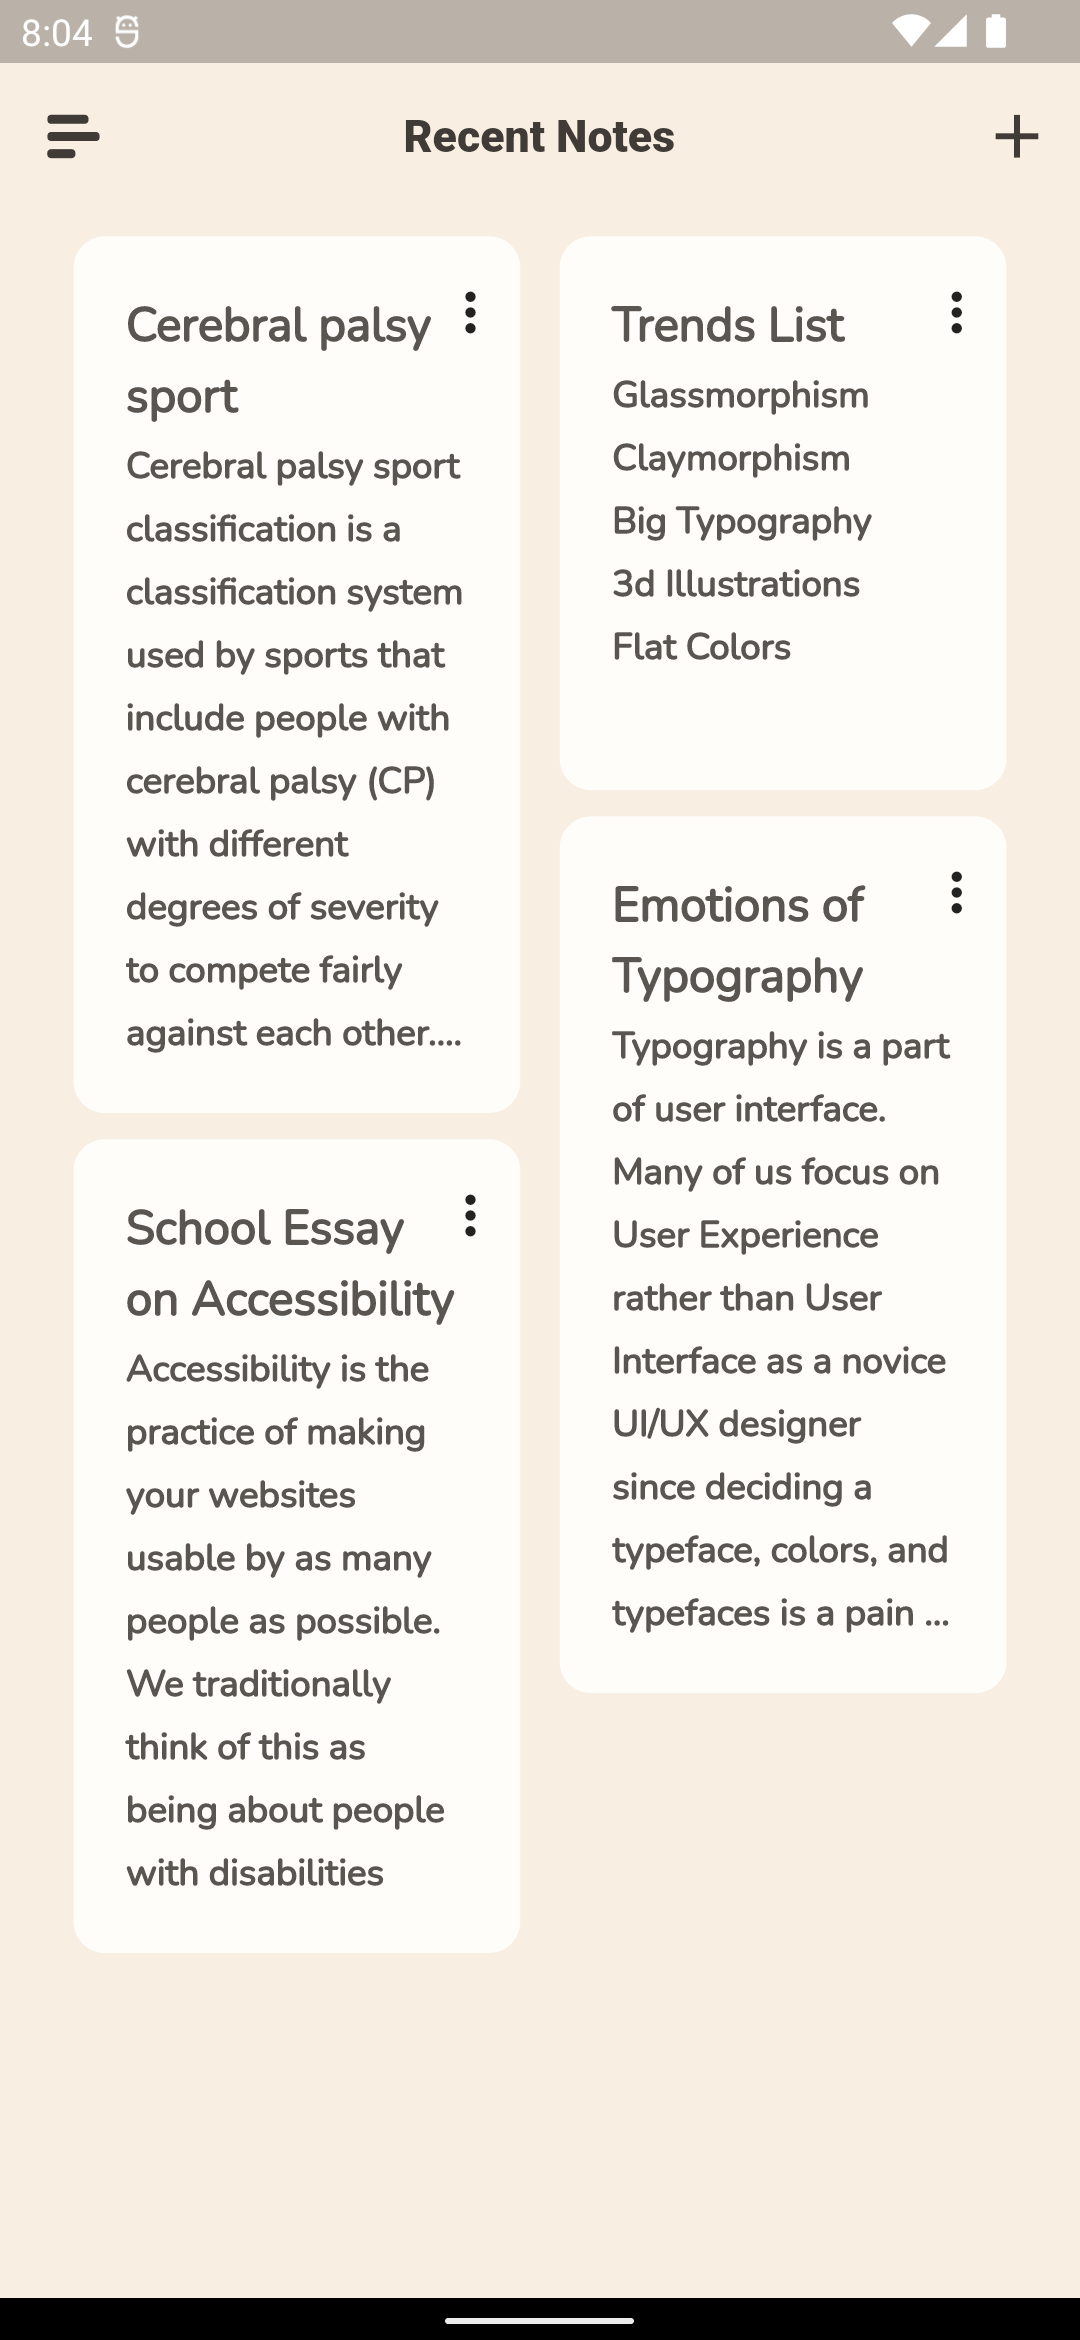 8:04
Recent Notes
Cerebral palsy
sport
Cerebral palsy sport
classification is a
classification system
used by sports that
include people with
cerebral palsy (CP)
with different
degrees of severity
to compete fairly
against each other....
Trends List
Glassmorphism
Claymorphism
Big Typography
3d Illustrations
Flat Colors
Emotions of
Typography
Typography is a part
of user interface.
Many of us focus on
User Experience
rather than User
Interface as a novice
UI/UX designer
since deciding a
typeface, colors, and
typefaces is a pain ...
School Essay
on Accessibility
Accessibility is the
practice of making
your websites
usable by as many
people as possible.
We traditionally
think of this as
being about people
with disabilities